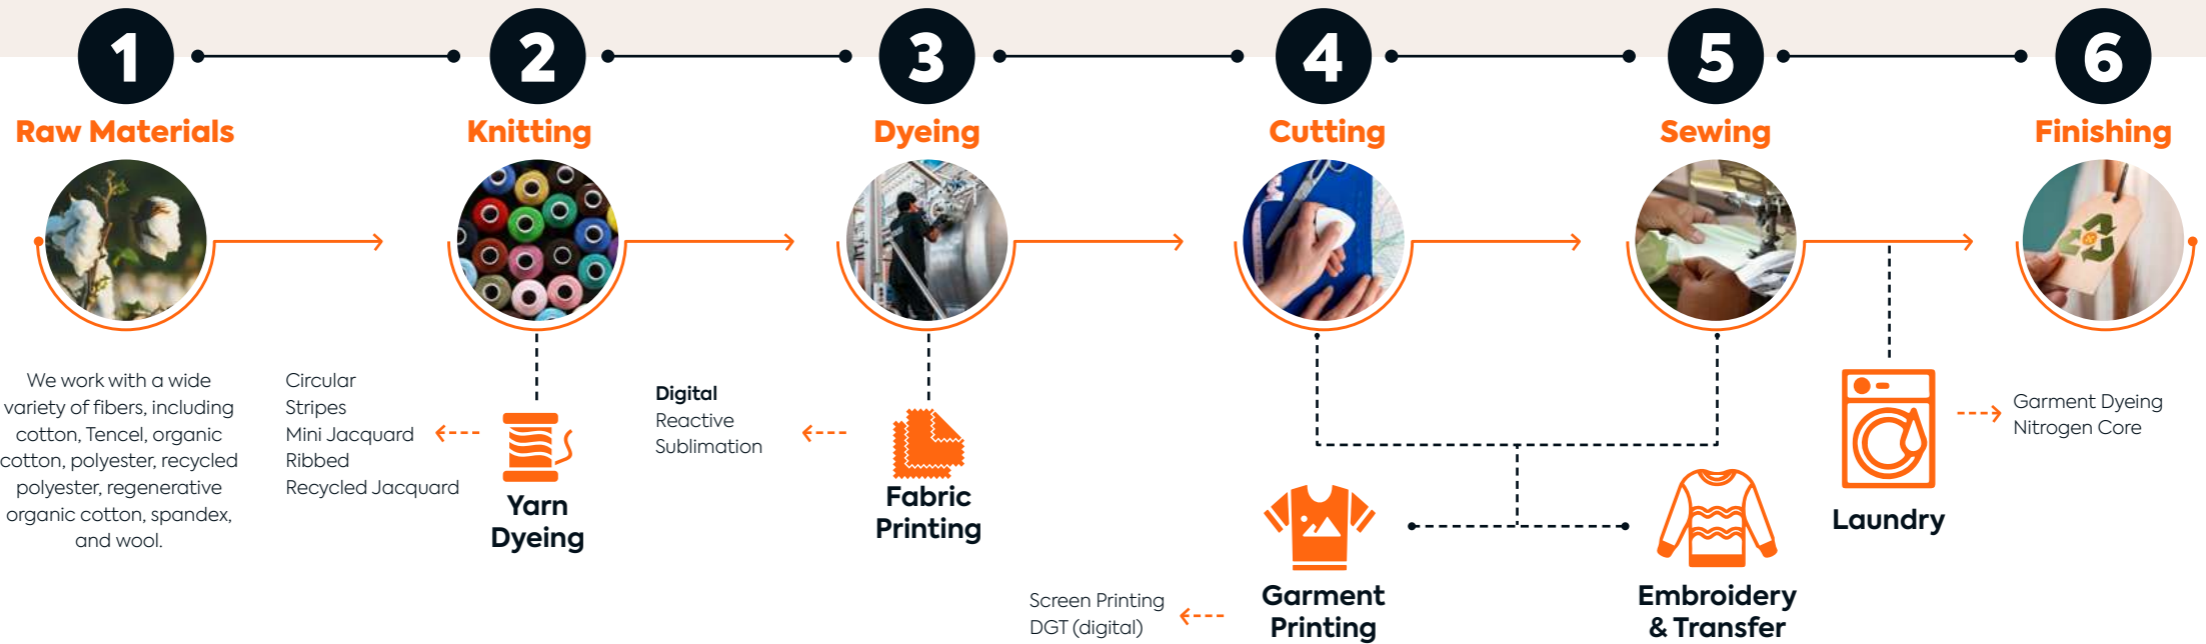 1
2
3
4
5
6
Raw Materials
Knitting
Dyeing
Cutting
Sewing
Finishing
We work with a wide
variety of fibers, including
cotton, Tencel, organic
cotton, polyester, recycled
polyester, regenerative
organic cotton, spandex,
and wool.
Circular
Stripes
Mini Jacquard
Ribbed
Recycled Jacquard
Yarn
Dyeing
Digital
Reactive
Sublimation
Fabric
Printing
Screen Printing
DGT (digital)
Garment
Printing
Embroidery
& Transfer
Laundry
Garment Dyeing
Nitrogen Core